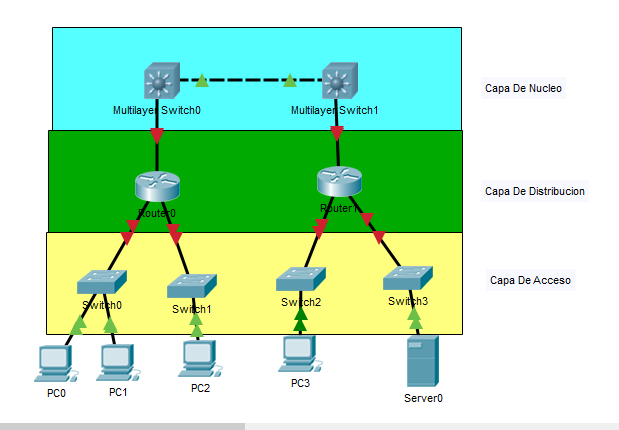 Multilayer Switch0
Multilayer Switch1
Capa De Nucleo
Router0
Router1
Capa De Distribucion
Switch0
Switch1
Switch2
Switch3
Capa De Acceso
PC0
PC1
PC2
PC3
Server0